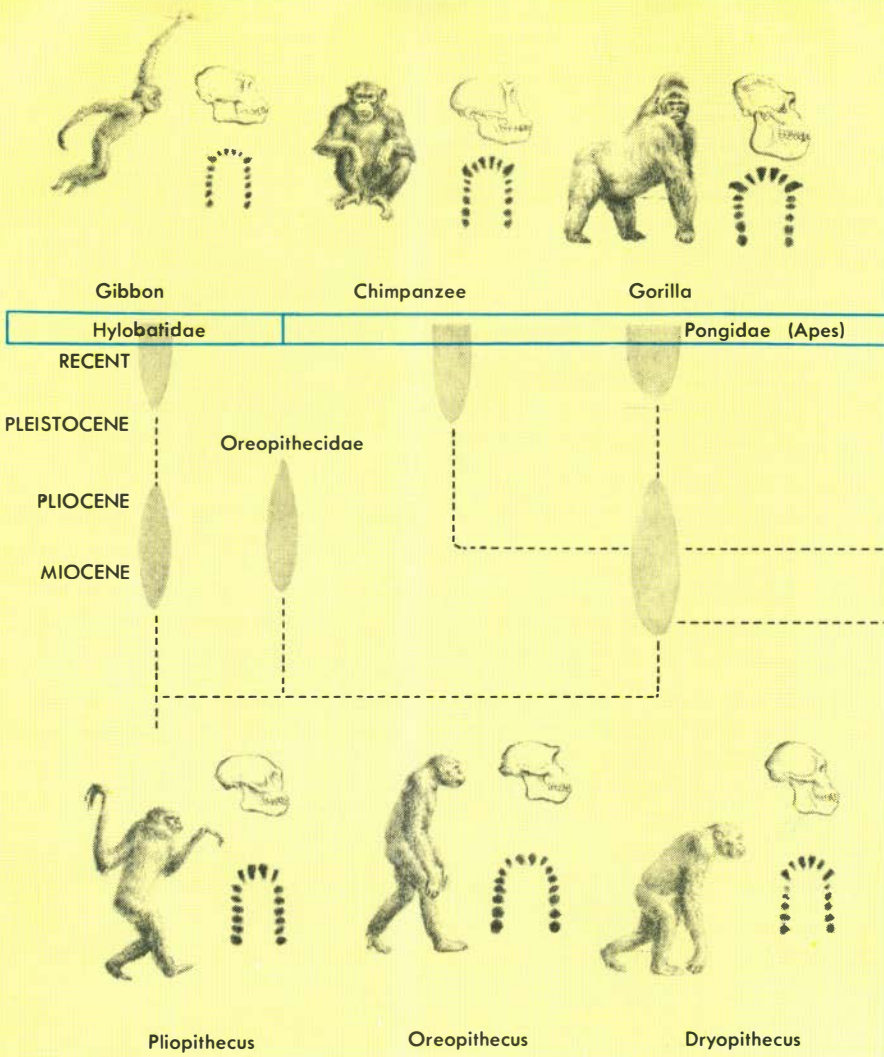 Gibbon Chimpanzee Gorilla
Hylobatidae Pongidae (Apes)
RECENT
PLEISTOCENE
Oreopithecidae
PLIOCENE
MIOCENE
Pliopithecus Oreopithecus Dryopithecus